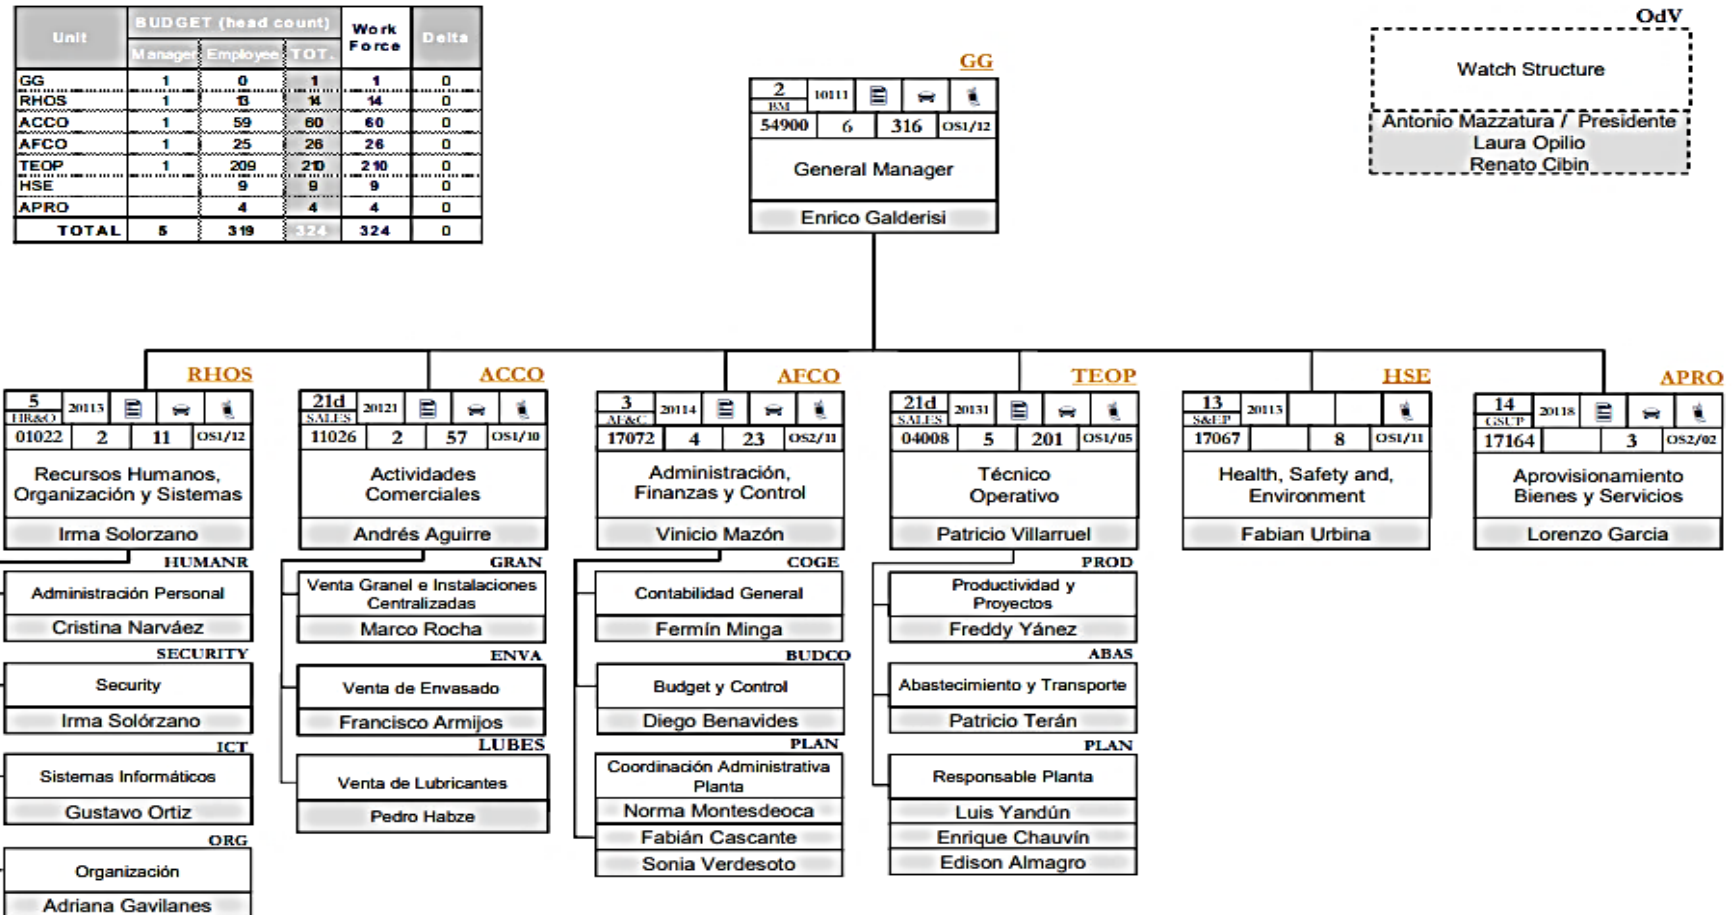 Unit BUDGET (head count) Work Force Delta
Manager Employee TOT.
GG 1 0 1 1 0
RHOS 1 13 14 14 0
ACCO 1 59 60 60 0
AFCO 1 25 26 26 0
TEOP 1 209 210 210 0
HSE 9 9 9 0
APRO 4 4 4 0
TOTAL 5 319 324 324 0
GG
2 BM 10111
54900 6 316 OS1/12
General Manager
Enrico Galderisi
OdV
Watch Structure
Antonio Mazzatura / Presidente
Laura Opilio
Renato Cibin
RHOS
5 HR&O 20113
01022 2 11 OS1/12
Recursos Humanos,
Organización y Sistemas
Irma Solorzano
HUMANR
Administración Personal
Cristina Narváez
SECURITY
Security
Irma Solórzano
ICT
Sistemas Informáticos
Gustavo Ortiz
ORG
Organización
Adriana Gavilanes
ACCO
21d SALES 20121
11026 2 57 OS1/10
Actividades
Comerciales
Andrés Aguirre
GRAN
Venta Granel e Instalaciones
Centralizadas
Marco Rocha
ENVA
Venta de Envasado
Francisco Armijos
LUBES
Venta de Lubricantes
Pedro Habze
AFCO
3 AF&C 20114
17072 4 23 OS2/11
Administración,
Finanzas y Control
Vinicio Mazón
COGE
Contabilidad General
Fermín Minga
BUDCO
Budget y Control
Diego Benavides
PLAN
Coordinación Administrativa
Planta
Norma Montesdeoca
Fabián Cascante
Sonia Verdesoto
TEOP
21d SALES 20131
04008 5 201 OS1/05
Técnico
Operativo
Patricio Villarruel
PROD
Productividad y
Proyectos
Freddy Yánez
ABAS
Abastecimiento y Transporte
Patricio Terán
PLAN
Responsable Planta
Luis Yandún
Enrique Chauvín
Edison Almagro
HSE
13 S&EP 20113
17067 8 OS1/11
Health, Safety and,
Environment
Fabian Urbina
APRO
14 GSUP 20118
17164 3 OS2/02
Aprovisionamiento
Bienes y Servicios
Lorenzo Garcia